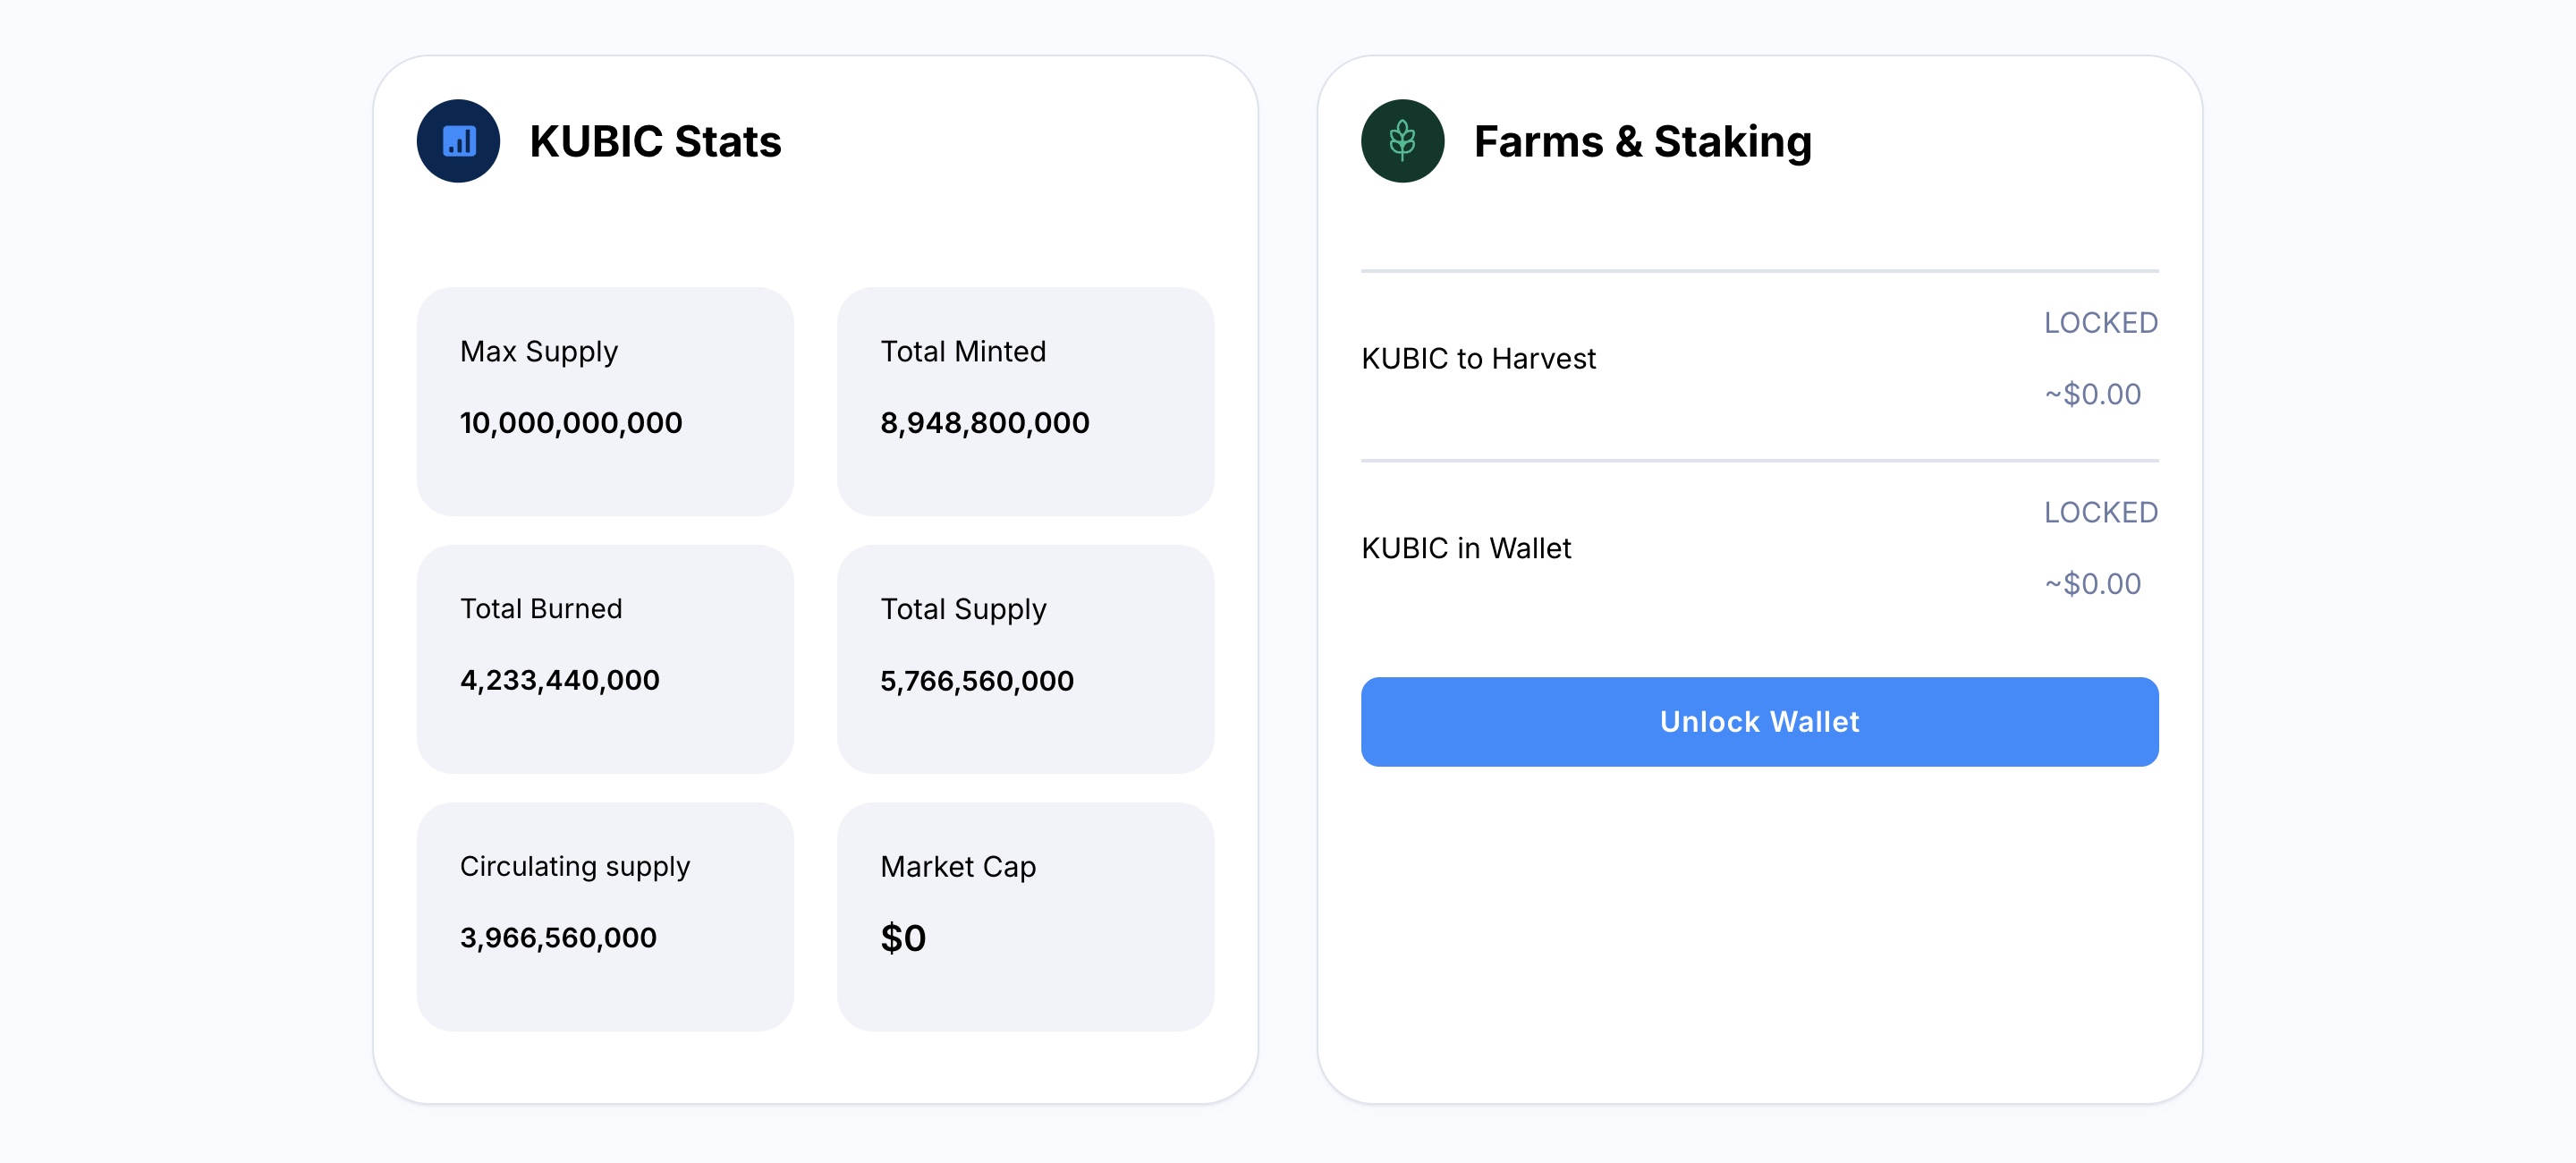 KUBIC Stats
Max Supply
10,000,000,000
Total Minted
8,948,800,000
Total Burned
4,233,440,000
Total Supply
5,766,560,000
Circulating supply
3,966,560,000
Market Cap
$0
Farms & Staking
KUBIC to Harvest
LOCKED
~$0.00
KUBIC in Wallet
LOCKED
~$0.00
Unlock Wallet